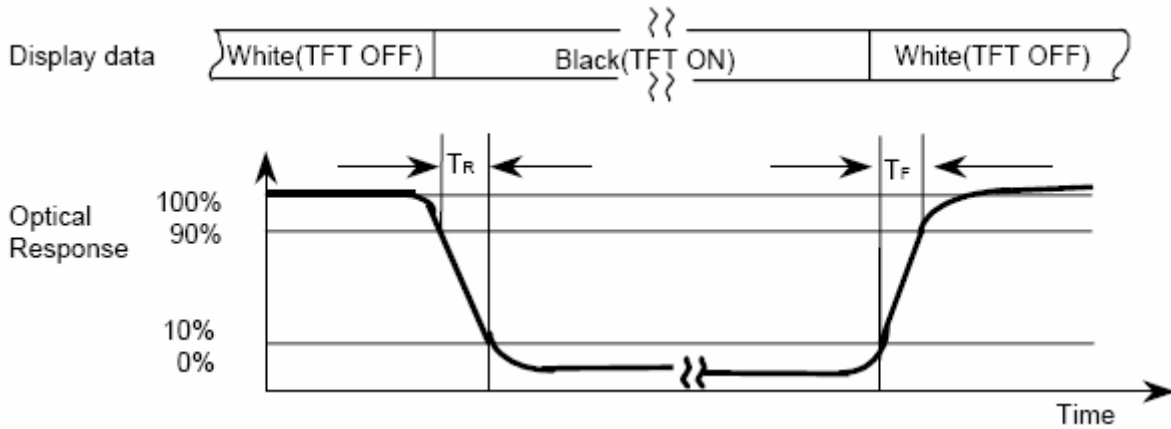 Display data
White(TFT OFF)
Black(TFT ON)
White(TFT OFF)
TR
TF
Optical
Response
100%
90%
10%
0%
Time